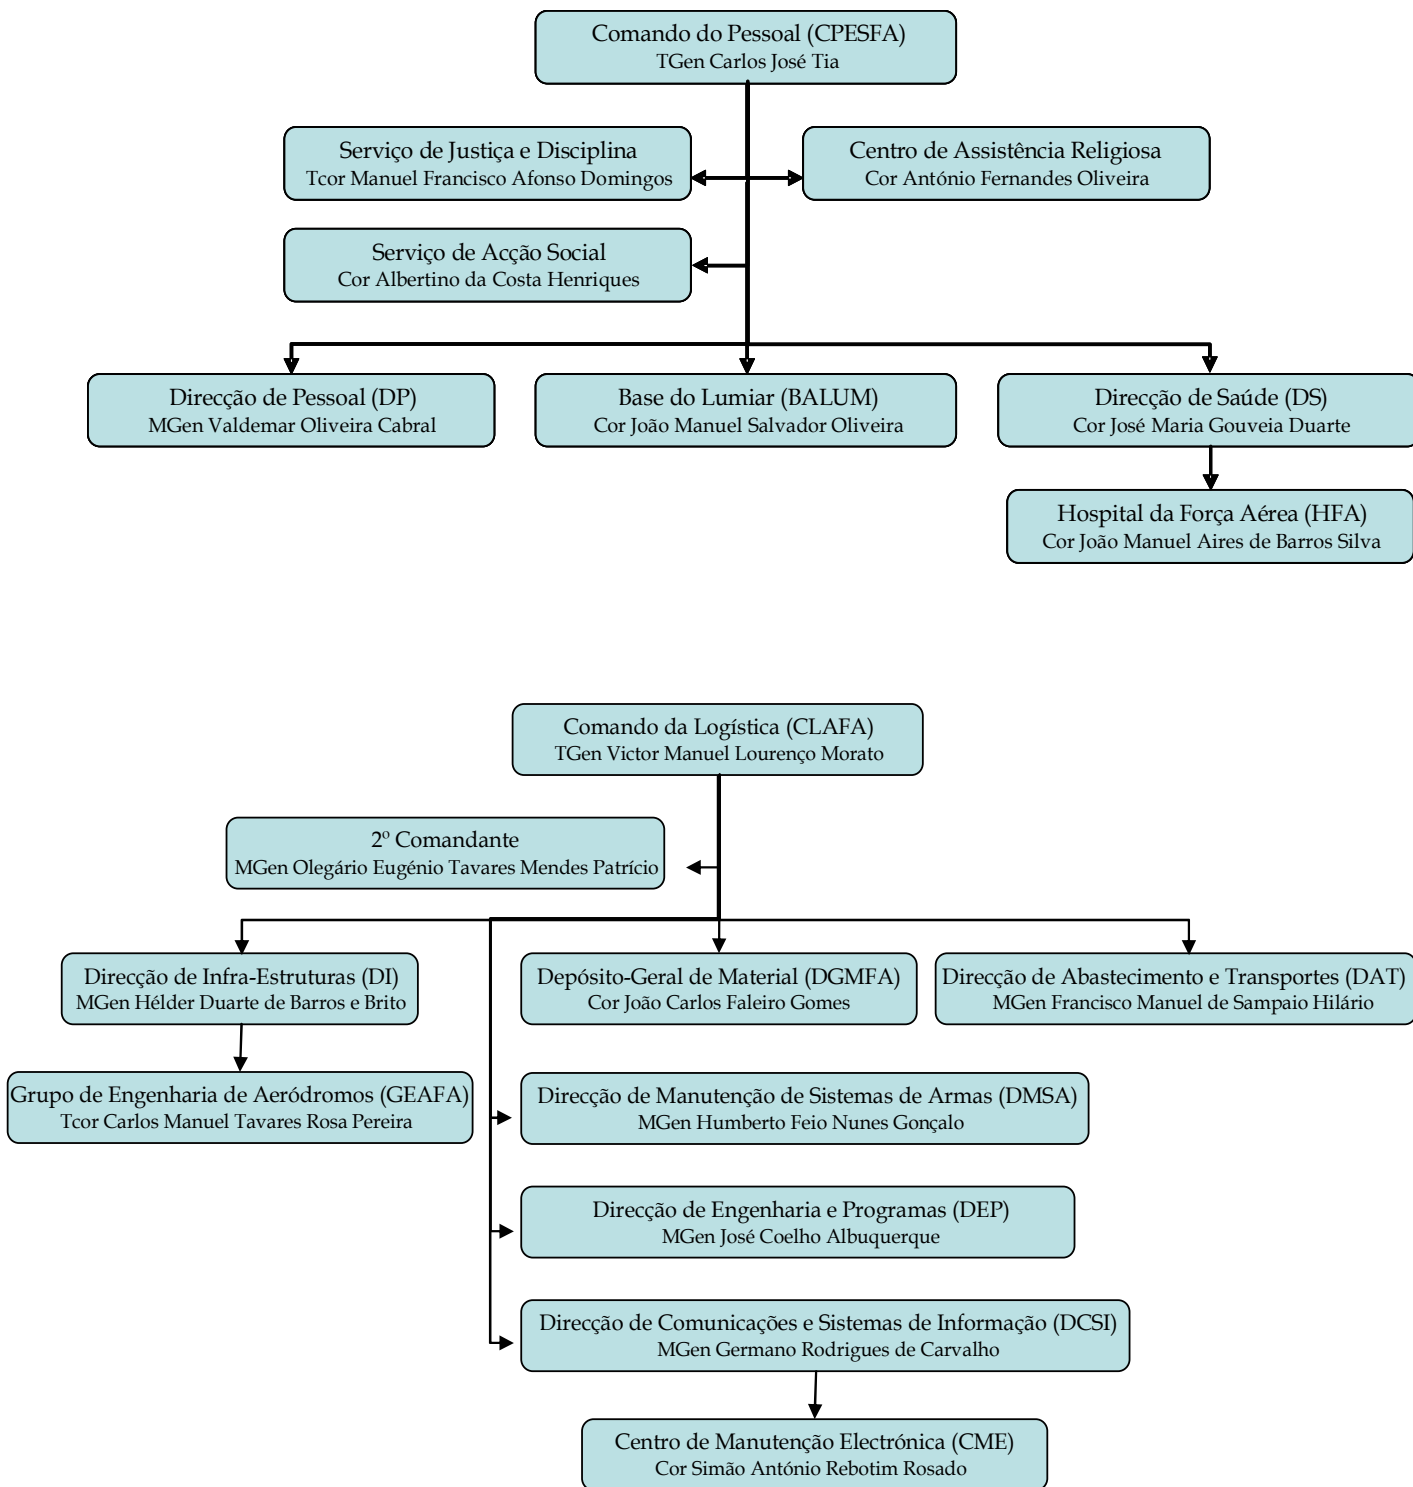 Comando do Pessoal (CPESFA)
TGen Carlos José Tia
Serviço de Justiça e Disciplina
Tcor Manuel Francisco Afonso Domingos
Centro de Assistência Religiosa
Cor António Fernandes Oliveira
Serviço de Acção Social
Cor Albertino da Costa Henriques
Direcção de Pessoal (DP)
MGen Valdemar Oliveira Cabral
Base do Lumiar (BALUM)
Cor João Manuel Salvador Oliveira
Direcção de Saúde (DS)
Cor José Maria Gouveia Duarte
Hospital da Força Aérea (HFA)
Cor João Manuel Aires de Barros Silva
Comando da Logística (CLAFA)
TGen Victor Manuel Lourenço Morato
2º Comandante
MGen Olegário Eugénio Tavares Mendes Patrício
Direcção de Infra-Estruturas (DI)
MGen Hélder Duarte de Barros e Brito
Depósito-Geral de Material (DGMFA)
Cor João Carlos Faleiro Gomes
Direcção de Abastecimento e Transportes (DAT)
MGen Francisco Manuel de Sampaio Hilário
Grupo de Engenharia de Aeródromos (GEAFA)
Tcor Carlos Manuel Tavares Rosa Pereira
Direcção de Manutenção de Sistemas de Armas (DMSA)
MGen Humberto Feio Nunes Gonçalo
Direcção de Engenharia e Programas (DEP)
MGen José Coelho Albuquerque
Direcção de Comunicações e Sistemas de Informação (DCSI)
MGen Germano Rodrigues de Carvalho
Centro de Manutenção Electrónica (CME)
Cor Simão António Rebotim Rosado